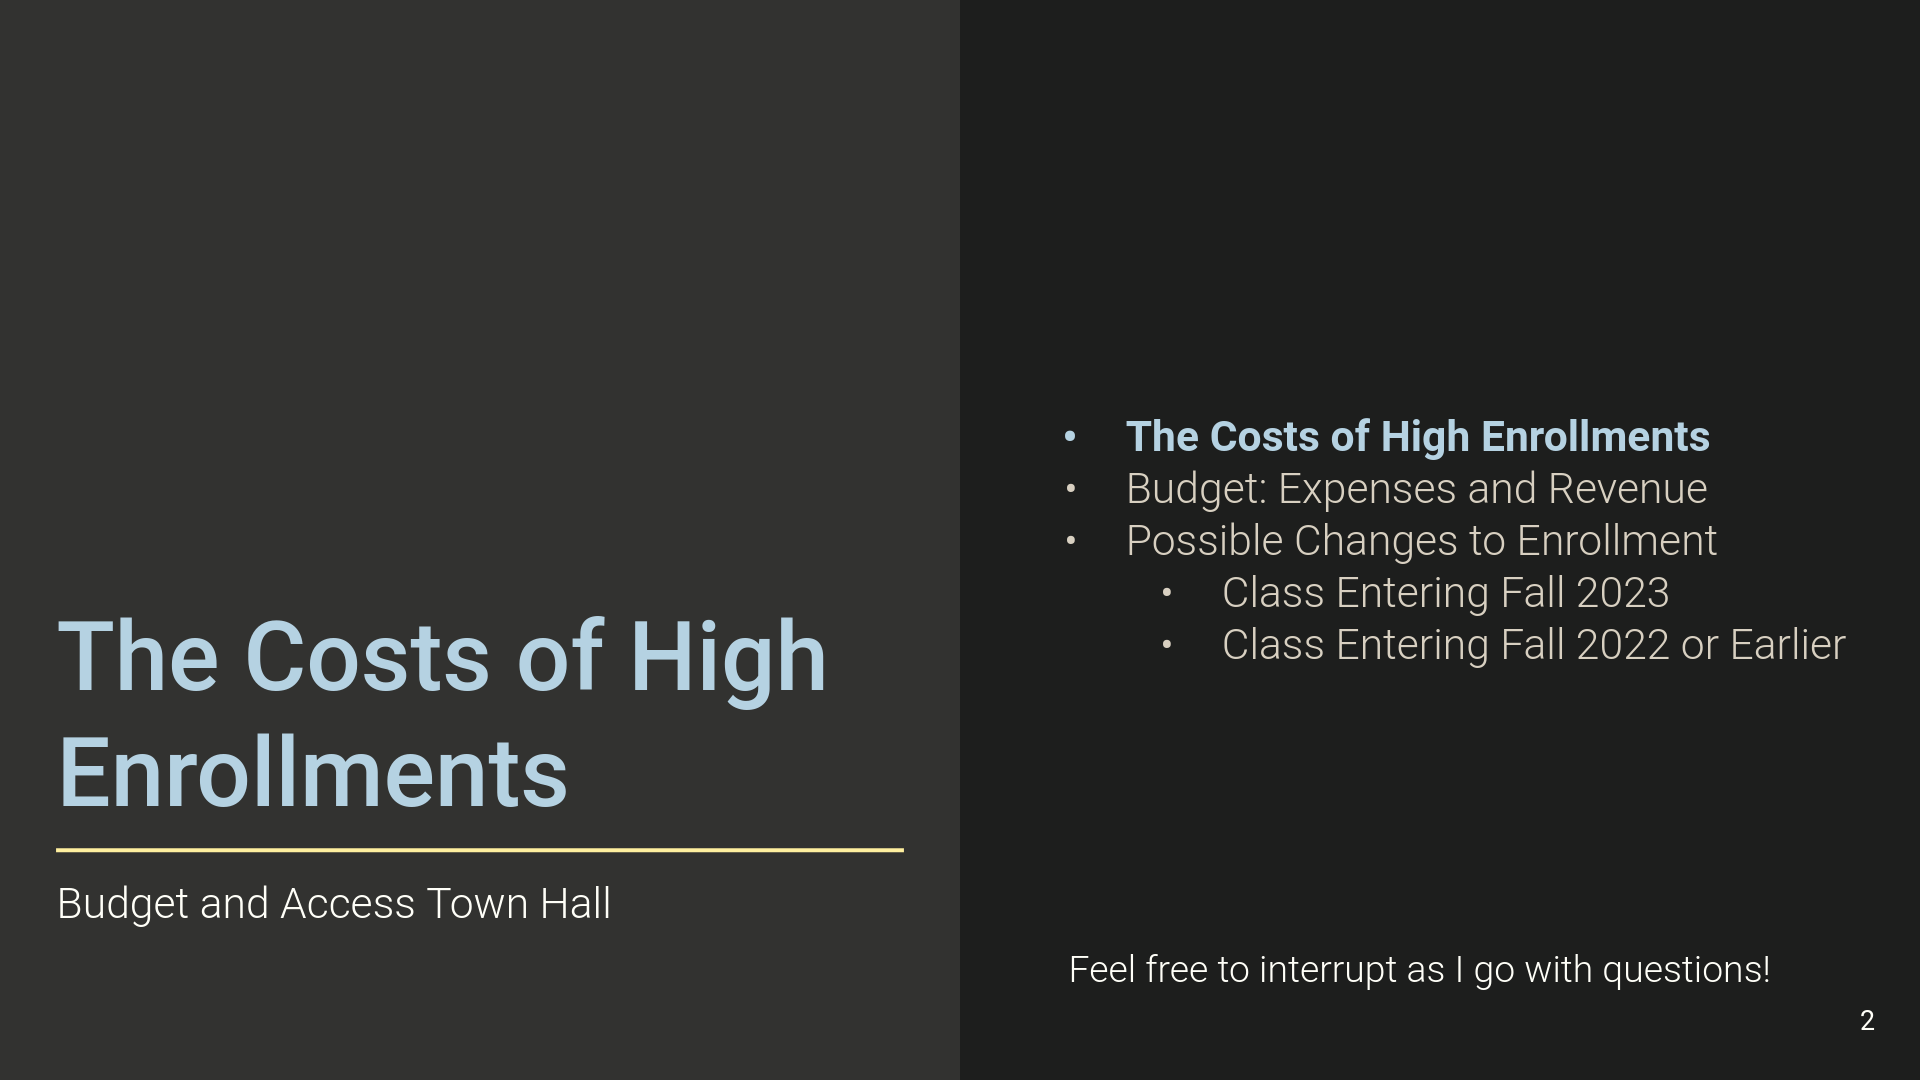 The Costs of High
Enrollments
Budget and Access Town Hall
• The Costs of High Enrollments
• Budget: Expenses and Revenue
• Possible Changes to Enrollment
• Class Entering Fall 2023
• Class Entering Fall 2022 or Earlier
Feel free to interrupt as I go with questions!
2